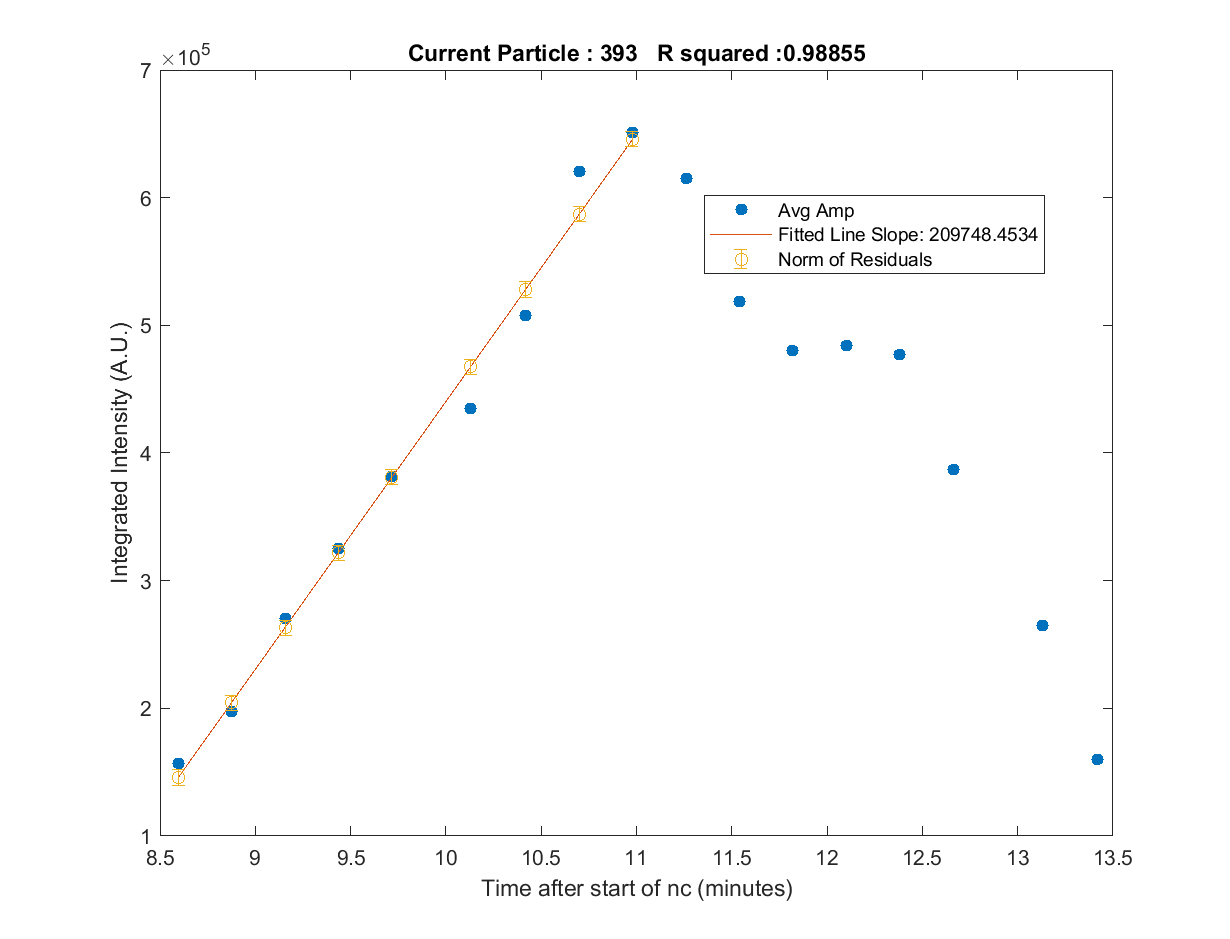 Current Particle : 393 R squared :0.98855
×10^5
7
6
5
4
3
2
1
Integrated Intensity (A.U.)
Avg Amp
Fitted Line Slope: 209748.4534
Norm of Residuals
8.5 9 9.5 10 10.5 11 11.5 12 12.5 13 13.5
Time after start of nc (minutes)